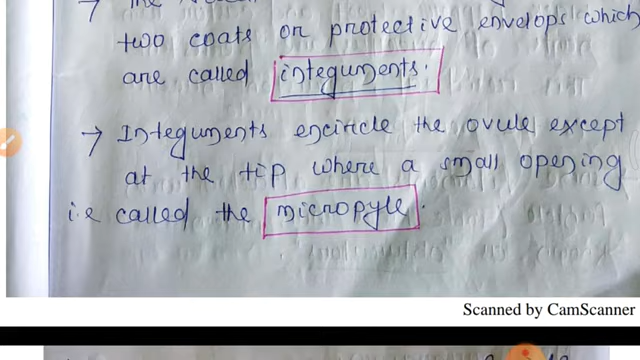 → The
two coats or protective envelops which
are called integuments.
→ Integuments encircle the ovule except
at the tip where a small opening
i.e called the micropyle.
Scanned by CamScanner